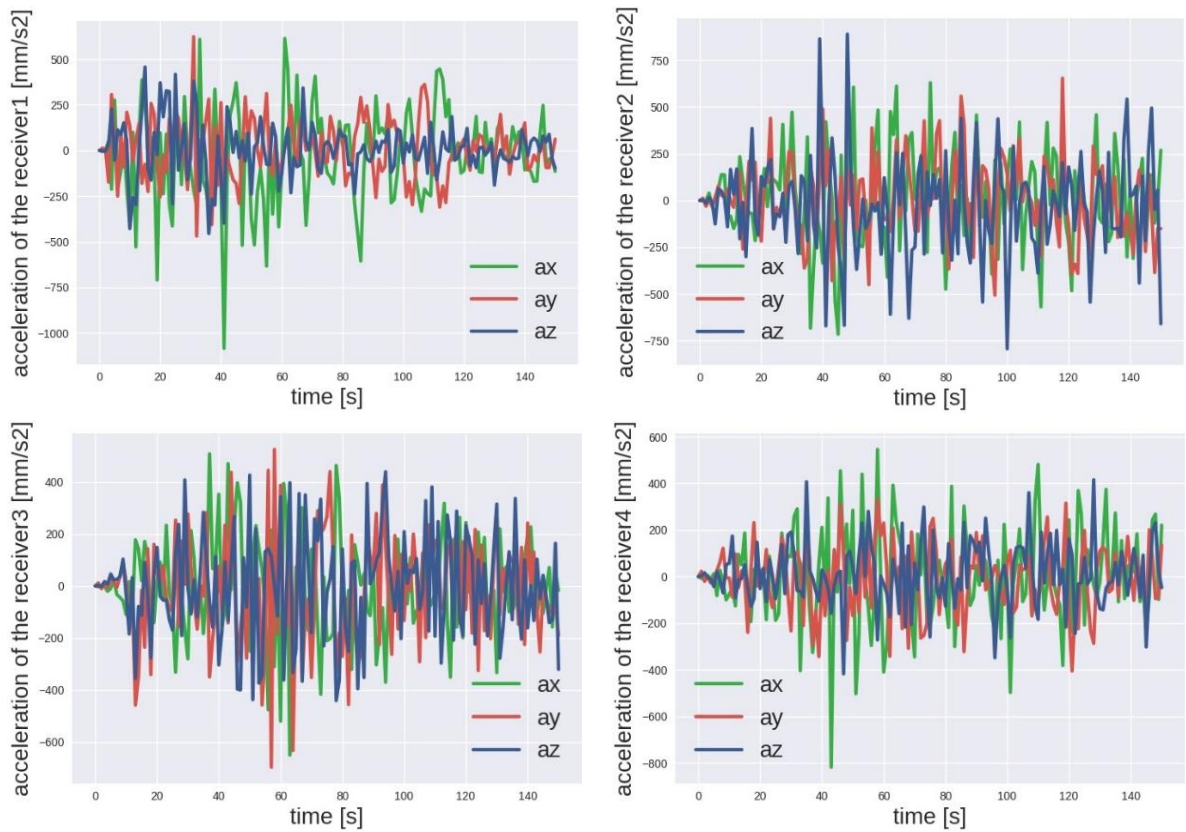 acceleration of the receiver1 [mm/s2]
500
250
0
−250
−500
−750
−1000
ax
ay
az
0 20 40 60 80 100 120 140
time [s]
acceleration of the receiver2 [mm/s2]
750
500
250
0
−250
−500
−750
ax
ay
az
0 20 40 60 80 100 120 140
time [s]
acceleration of the receiver3 [mm/s2]
400
200
0
−200
−400
−600
ax
ay
az
0 20 40 60 80 100 120 140
time [s]
acceleration of the receiver4 [mm/s2]
600
400
200
0
−200
−400
−600
−800
ax
ay
az
0 20 40 60 80 100 120 140
time [s]